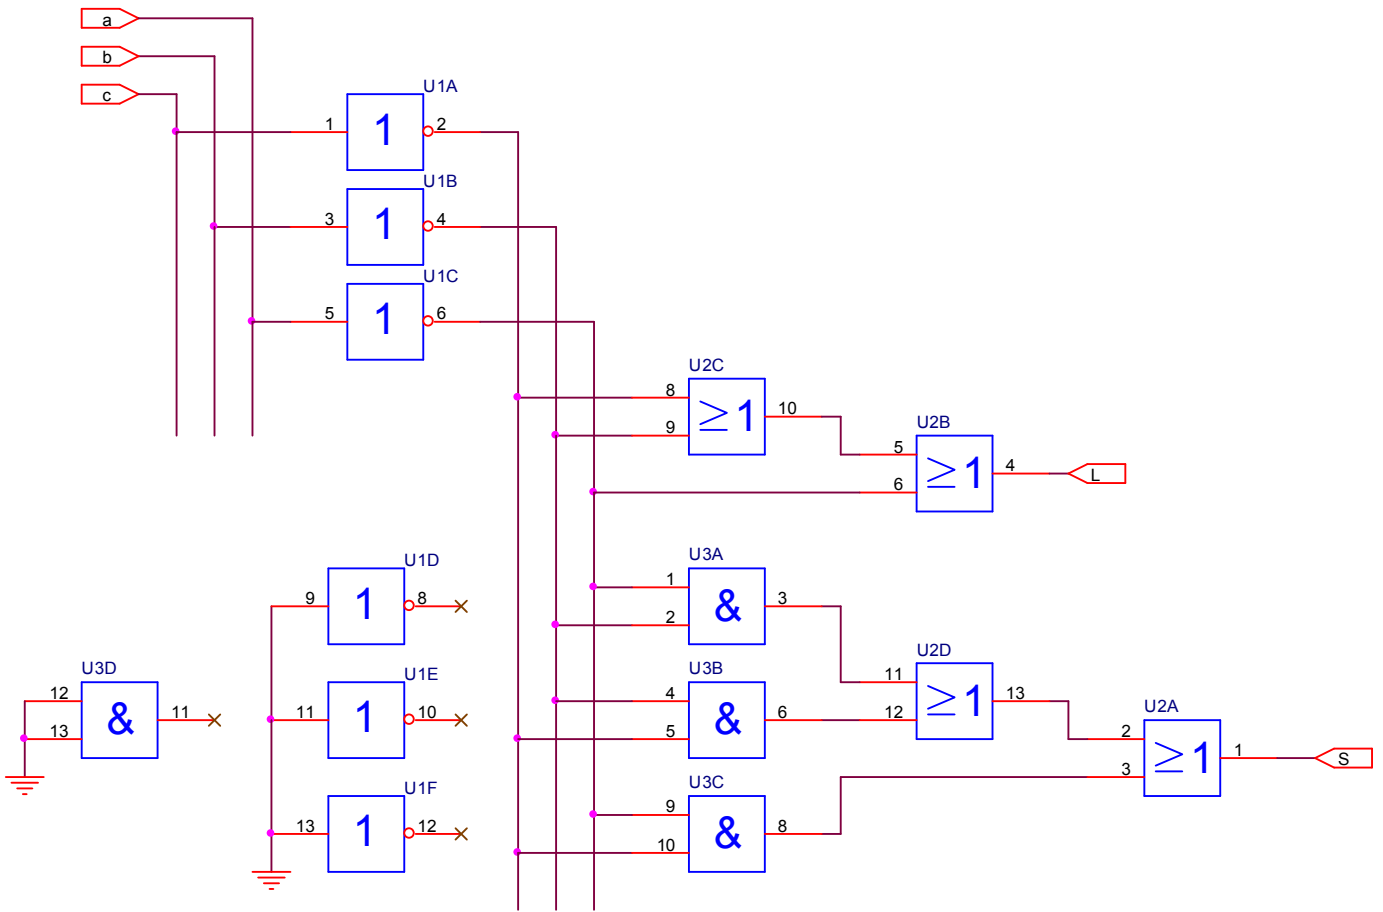 a
b
c
U1A
1 1 2
U1B
3 1 4
U1C
5 1 6
U2C
8 ≥1 10
9
U2B
5 ≥1 4 L
6
U1D
9 1 8
U3A
1 & 3
2
U3D
12 & 11
13
U1E
11 1 10
U3B
4 & 6
5
U2D
11 ≥1 13
12
U2A
2 ≥1 1 S
3
U1F
13 1 12
U3C
9 & 8
10